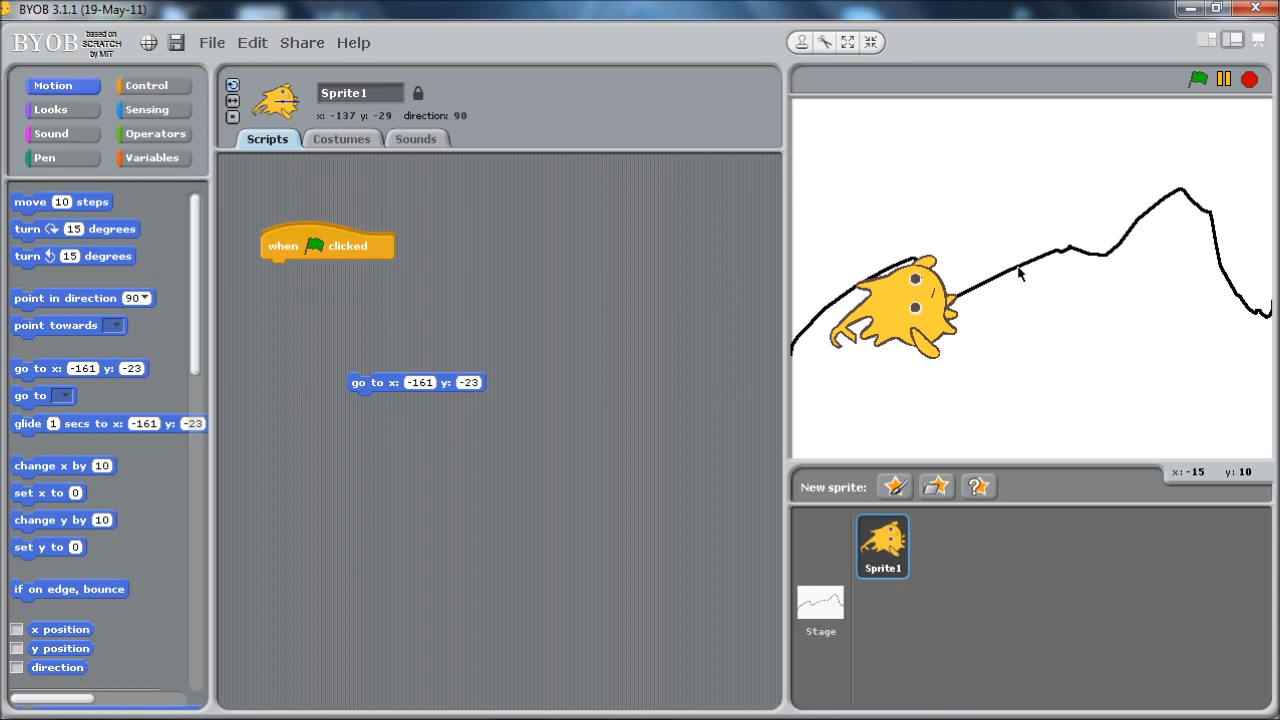 BYOB 3.1.1 (19-May-11)
BYOB based on SCRATCH by MIT
File Edit Share Help
Motion Control
Looks Sensing
Sound Operators
Pen Variables
Sprite1
x: -137 y: -29 direction: 90
Scripts Costumes Sounds
move 10 steps
turn 15 degrees
turn 15 degrees
point in direction 90
point towards
go to x: -161 y: -23
go to
glide 1 secs to x: -161 y: -23
change x by 10
set x to 0
change y by 10
set y to 0
if on edge, bounce
x position
y position
direction
when clicked
go to x: -161 y: -23
x: -15 y: 10
New sprite:
Sprite1
Stage